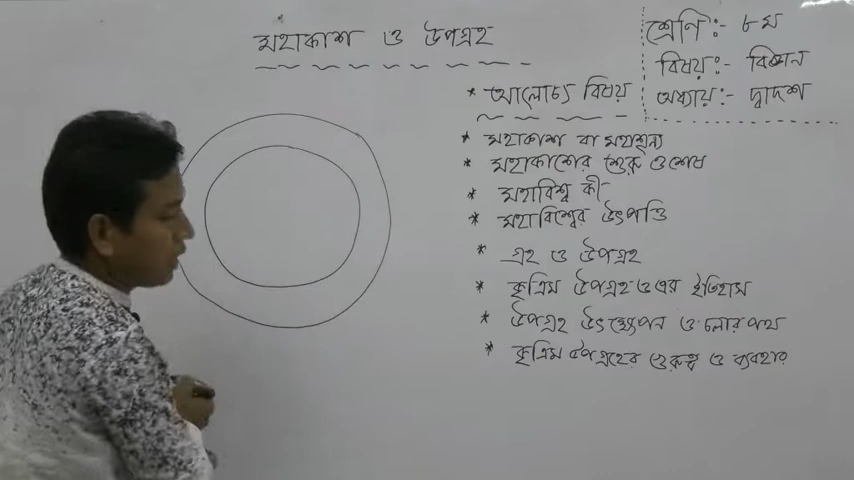 মহাকাশ ও উপগ্রহ
শ্রেণি:- ৮ম
বিষয়:- বিজ্ঞান
অধ্যায়:- দ্বাদশ
* আলোচ্য বিষয়
* মহাকাশ বা মহাশূন্য
* মহাকাশের শুরু ও শেষ
* মহাবিশ্ব কী-
* মহাবিশ্বের উৎপত্তি
* গ্রহ ও উপগ্রহ
* কৃত্রিম উপগ্রহ ও এর ইতিহাস
* উপগ্রহ উৎক্ষেপন ও চলার পথ
* কৃত্রিম উপগ্রহের গুরুত্ব ও ব্যবহার